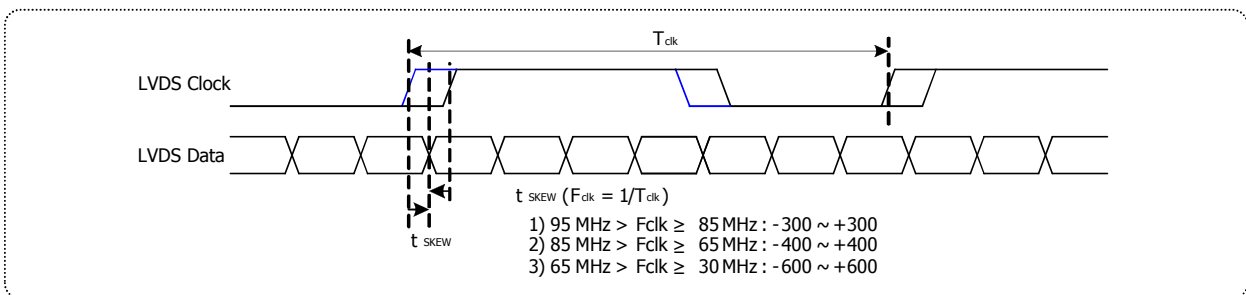 Tclk
LVDS Clock
LVDS Data
t SKEW (Fclk = 1/Tclk)
t SKEW
1) 95 MHz > Fclk ≥ 85 MHz : -300 ~ +300
2) 85 MHz > Fclk ≥ 65 MHz : -400 ~ +400
3) 65 MHz > Fclk ≥ 30 MHz : -600 ~ +600